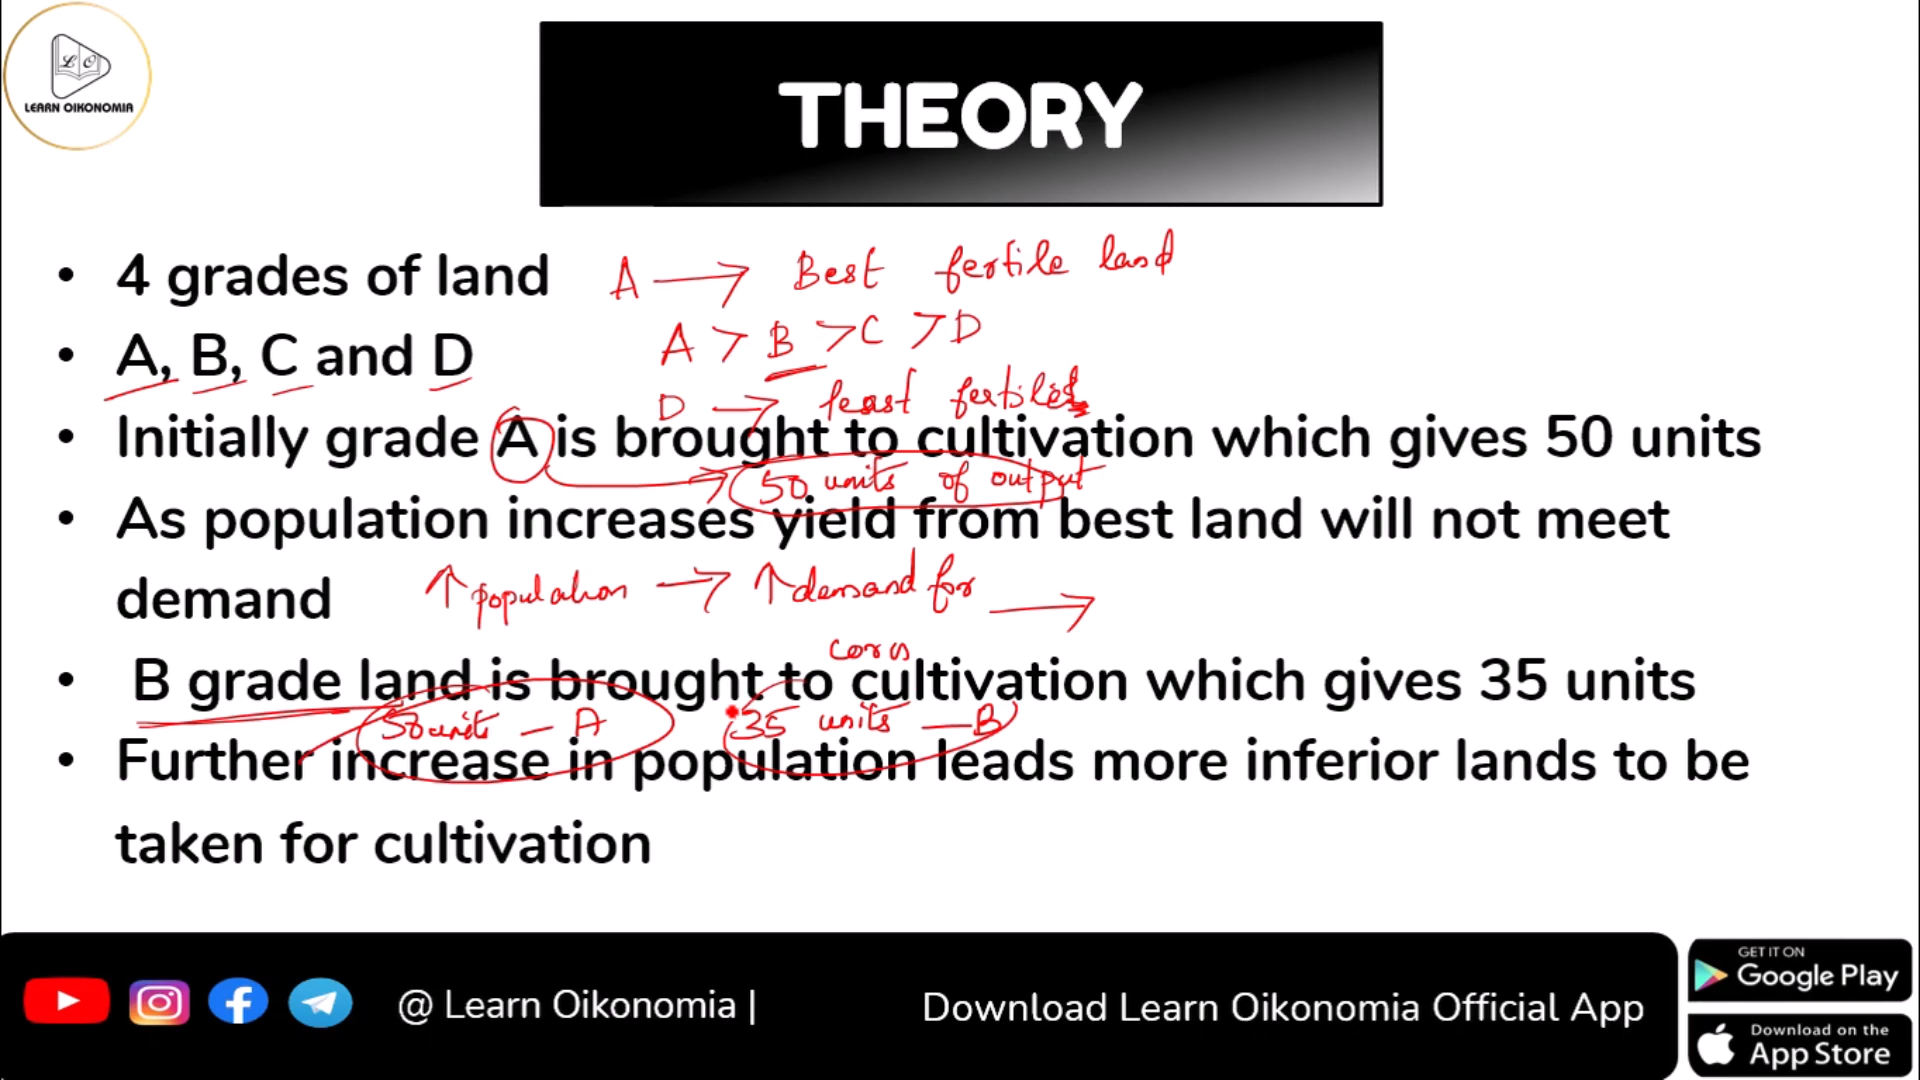 LO
LEARN OIKONOMIA
THEORY
• 4 grades of land A → Best fertile land
• A, B, C and D A > B > C > D
D → least fertile
• Initially grade A is brought to cultivation which gives 50 units
50 units of output
• As population increases yield from best land will not meet
demand ↑ population → ↑ demand for →
corn
• B grade land is brought to cultivation which gives 35 units
50 units - A 35 units - B
• Further increase in population leads more inferior lands to be
taken for cultivation
@ Learn Oikonomia | Download Learn Oikonomia Official App
GET IT ON
Google Play
Download on the
App Store